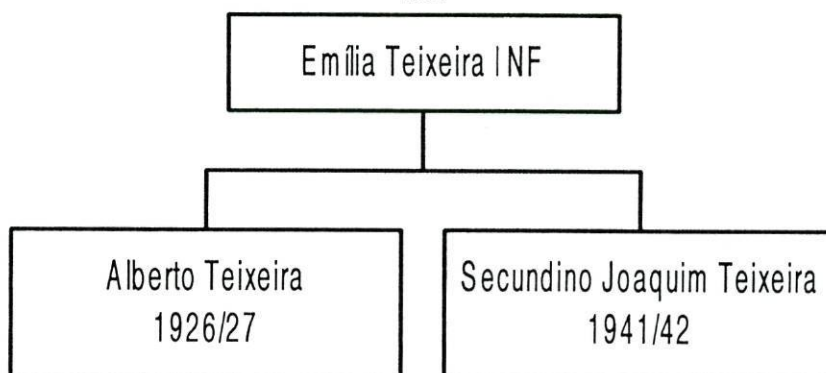 Emília Teixeira INF
Alberto Teixeira
1926/27
Secundino Joaquim Teixeira
1941/42